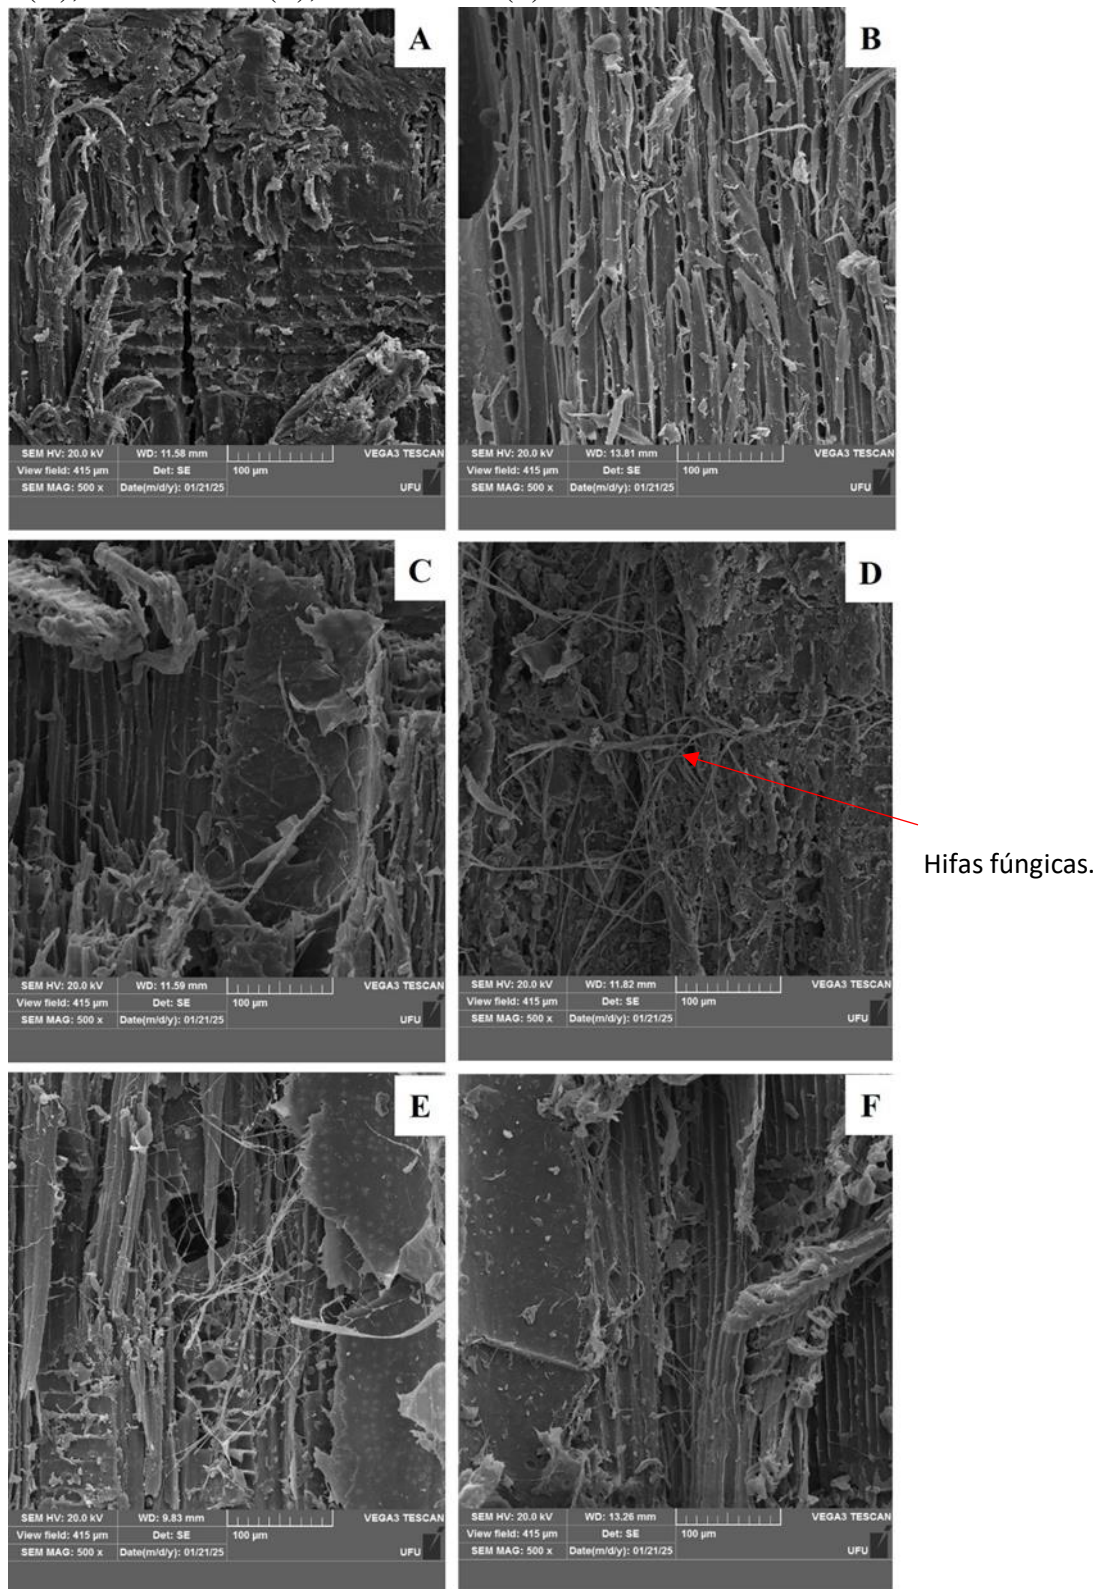 A
B
SEM HV: 20.0 kV WD: 11.58 mm VEGA3 TESCAN
View field: 415 µm Det: SE 100 µm
SEM MAG: 500 x Date(m/d/y): 01/21/25 UFU
SEM HV: 20.0 kV WD: 13.81 mm VEGA3 TESCAN
View field: 415 µm Det: SE 100 µm
SEM MAG: 500 x Date(m/d/y): 01/21/25 UFU
C
D
Hifas fúngicas.
SEM HV: 20.0 kV WD: 11.59 mm VEGA3 TESCAN
View field: 415 µm Det: SE 100 µm
SEM MAG: 500 x Date(m/d/y): 01/21/25 UFU
SEM HV: 20.0 kV WD: 11.82 mm VEGA3 TESCAN
View field: 415 µm Det: SE 100 µm
SEM MAG: 500 x Date(m/d/y): 01/21/25 UFU
E
F
SEM HV: 20.0 kV WD: 9.83 mm VEGA3 TESCAN
View field: 415 µm Det: SE 100 µm
SEM MAG: 500 x Date(m/d/y): 01/21/25 UFU
SEM HV: 20.0 kV WD: 13.26 mm VEGA3 TESCAN
View field: 415 µm Det: SE 100 µm
SEM MAG: 500 x Date(m/d/y): 01/21/25 UFU